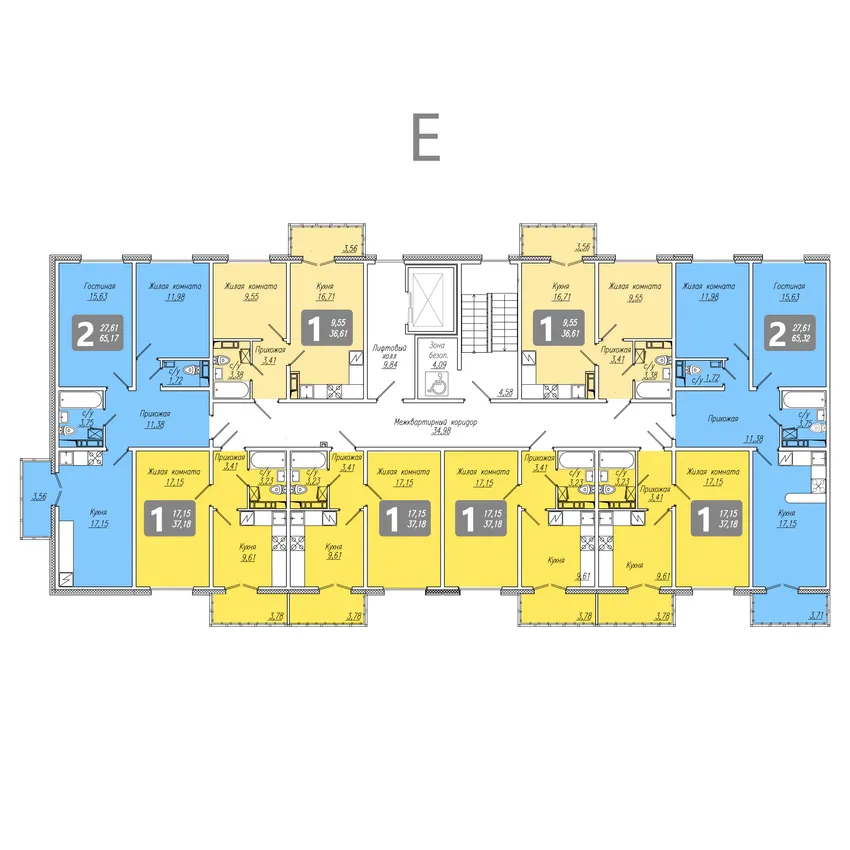 Е
3,56
3,56
Гостиная
15,63
Жилая комната
11,98
Жилая комната
9,55
Кухня
16,71
2
27,61
65,17
1
9,55
36,61
Прихожая
3,41
с/у
3,38
с/у
1,72
Лифтовый
холл
9,84
Зона
безоп.
4,09
4,58
Кухня
16,71
Жилая комната
9,55
Жилая комната
11,98
Гостиная
15,63
1
9,55
36,61
2
27,61
65,32
Прихожая
3,41
с/у
3,38
с/у
1,72
с/у
3,75
Прихожая
11,38
Межквартирный коридор
34,98
Прихожая
11,38
с/у
3,75
3,56
Кухня
17,15
Жилая комната
17,15
1
17,15
37,18
Прихожая
3,41
с/у
3,23
Кухня
9,61
с/у
3,23
Прихожая
3,41
Кухня
9,61
Жилая комната
17,15
1
17,15
37,18
Жилая комната
17,15
1
17,15
37,18
Прихожая
3,41
с/у
3,23
Кухня
9,61
с/у
3,23
Прихожая
3,41
Кухня
9,61
Жилая комната
17,15
1
17,15
37,18
Кухня
17,15
3,78
3,78
3,78
3,78
3,71